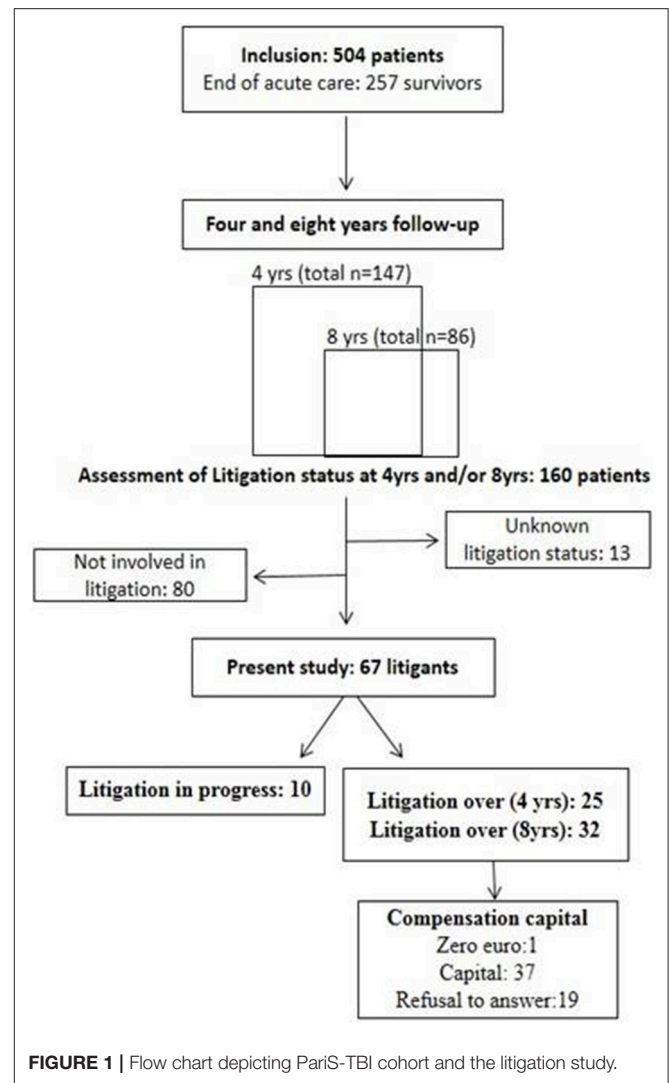 Inclusion: 504 patients
End of acute care: 257 survivors
Four and eight years follow-up
4 yrs (total n=147)
8 yrs (total n=86)
Assessment of Litigation status at 4yrs and/or 8yrs: 160 patients
Unknown
litigation status: 13
Not involved in
litigation: 80
Present study: 67 litigants
Litigation in progress: 10
Litigation over (4 yrs): 25
Litigation over (8yrs): 32
Compensation capital
Zero euro:1
Capital: 37
Refusal to answer:19
FIGURE 1 | Flow chart depicting PariS-TBI cohort and the litigation study.